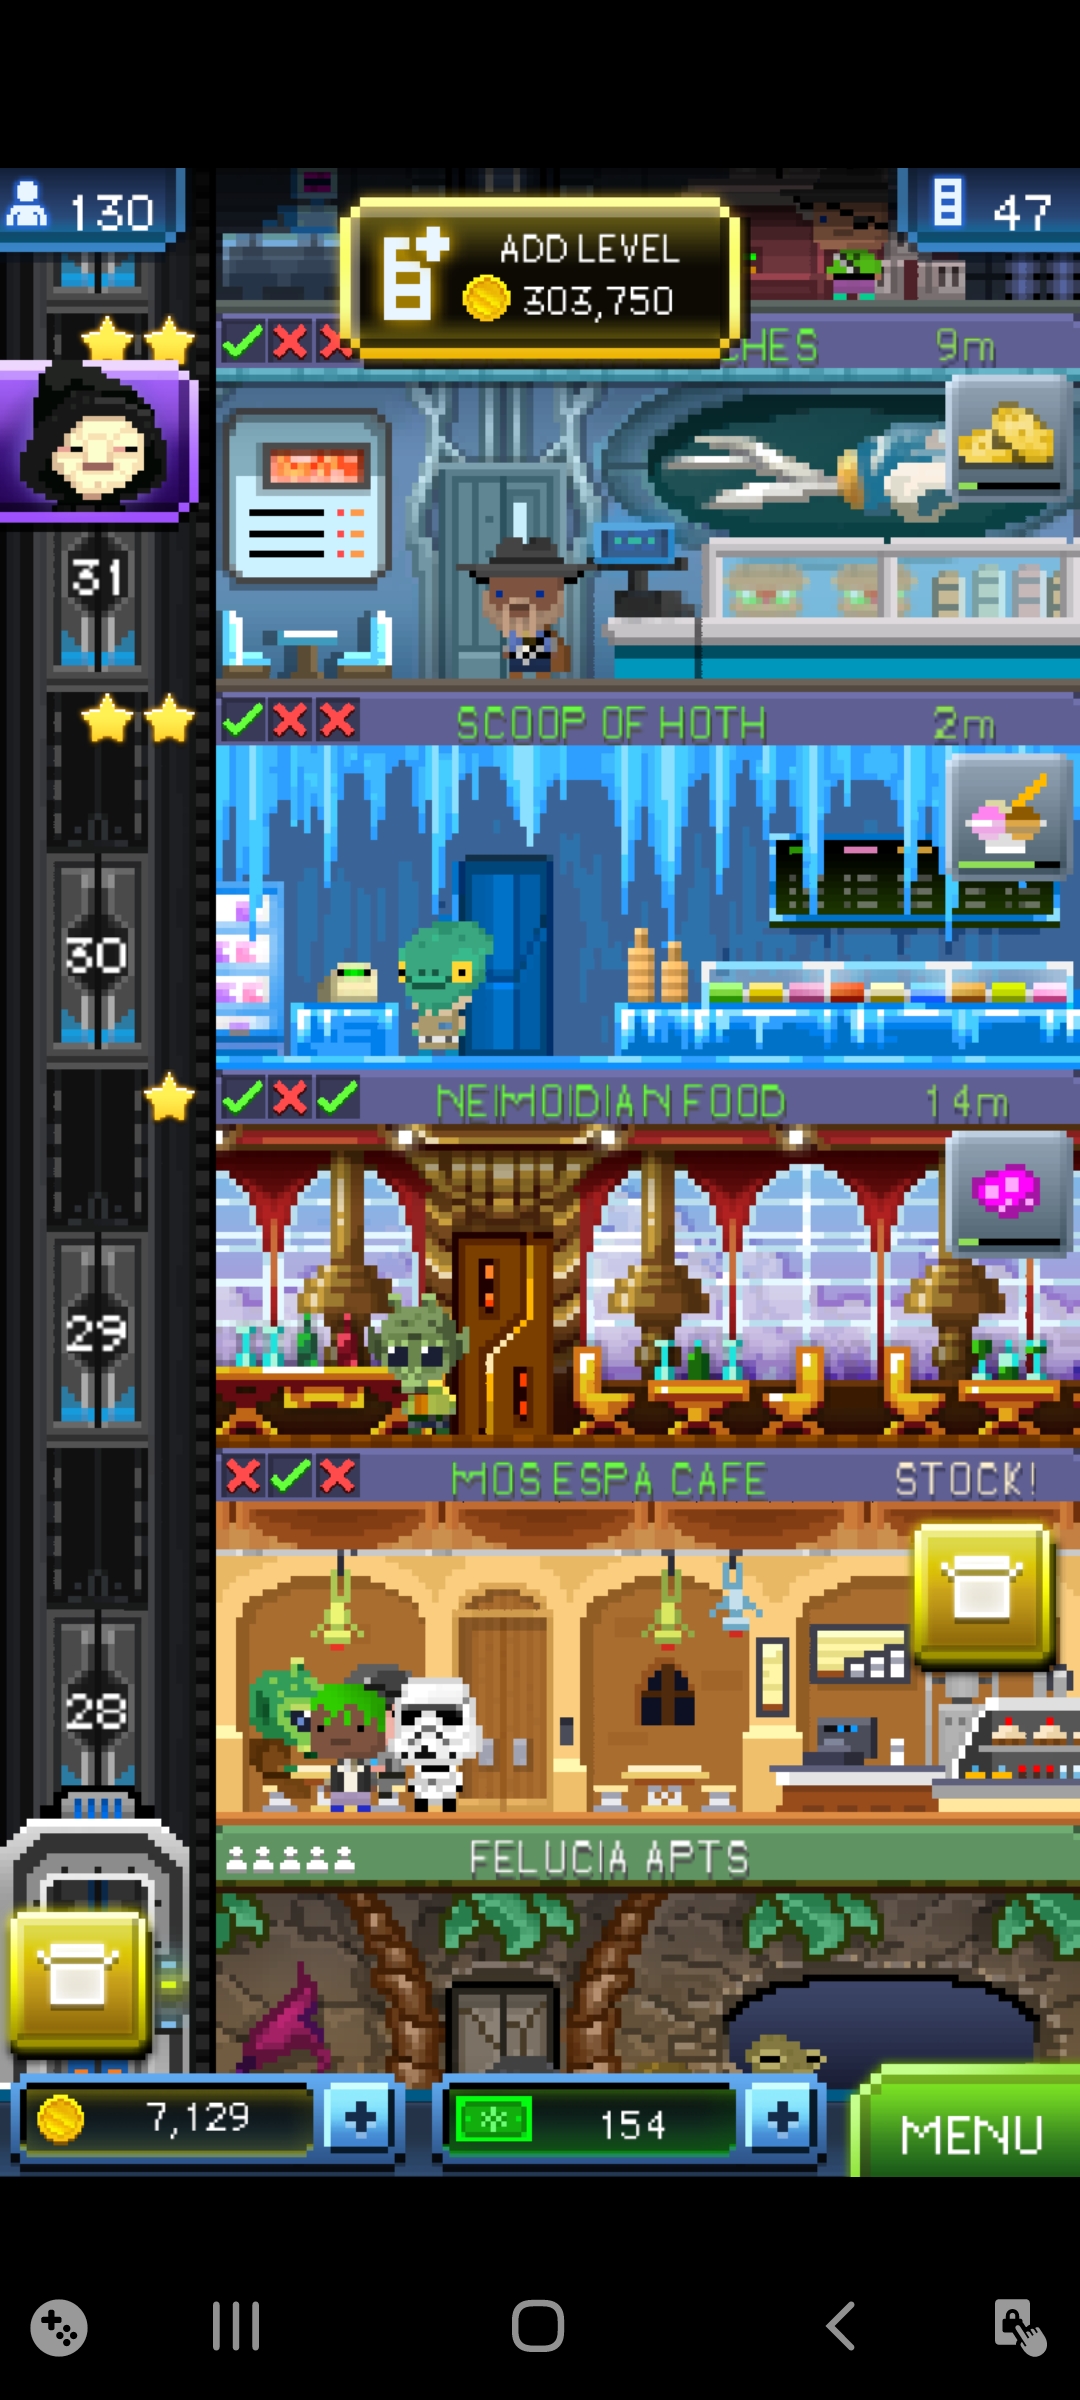 130
ADD LEVEL
303,750
47
CHES 9m
31
SCOOP OF HOTH 2m
30
NEIMOIDIAN FOOD 14m
29
MOS ESPA CAFE STOCK!
28
FELUCIA APTS
7,129
154
MENU